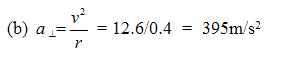 (b) a ⊥= v²/r = 12.6/0.4 = 395m/s²